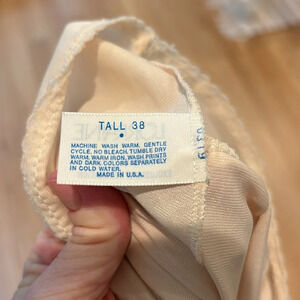 TALL 38
•
MACHINE WASH WARM, GENTLE
CYCLE. NO BLEACH, TUMBLE DRY
WARM, WARM IRON, WASH PRINTS
AND DARK COLORS SEPARATELY
IN COLD WATER.
MADE IN U.S.A.